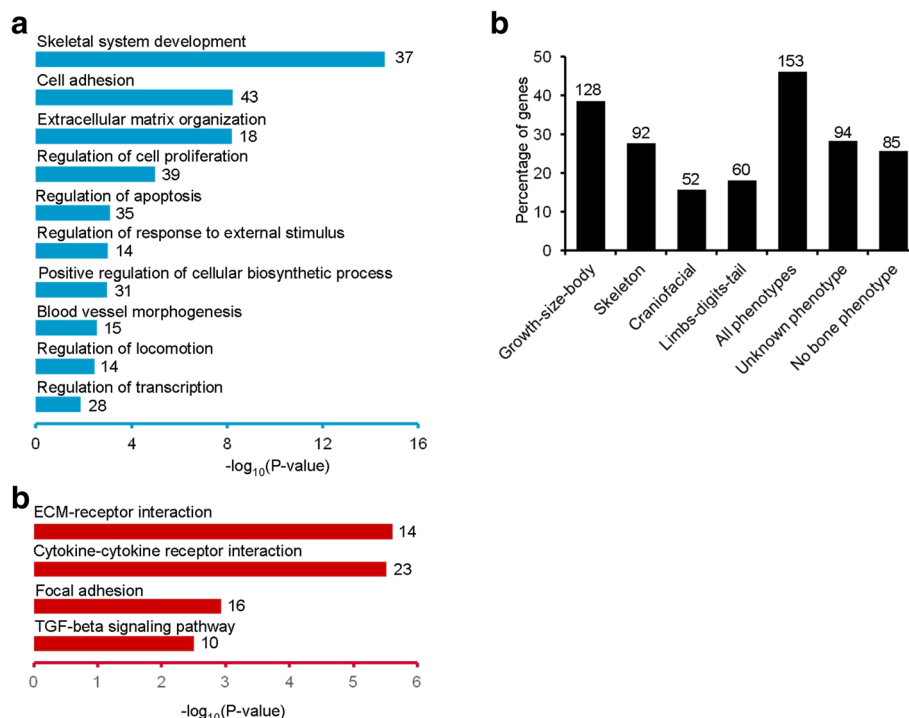 a
Skeletal system development
37
Cell adhesion
43
Extracellular matrix organization
18
Regulation of cell proliferation
39
Regulation of apoptosis
35
Regulation of response to external stimulus
14
Positive regulation of cellular biosynthetic process
31
Blood vessel morphogenesis
15
Regulation of locomotion
14
Regulation of transcription
28
0 4 8 12 16
-log10(P-value)
b
Percentage of genes
50
40
30
20
10
0
128 92 52 60 153 94 85
Growth-size-body
Skeleton
Craniofacial
Limbs-digits-tail
All phenotypes
Unknown phenotype
No bone phenotype
b
ECM-receptor interaction
14
Cytokine-cytokine receptor interaction
23
Focal adhesion
16
TGF-beta signaling pathway
10
0 1 2 3 4 5 6
-log10(P-value)